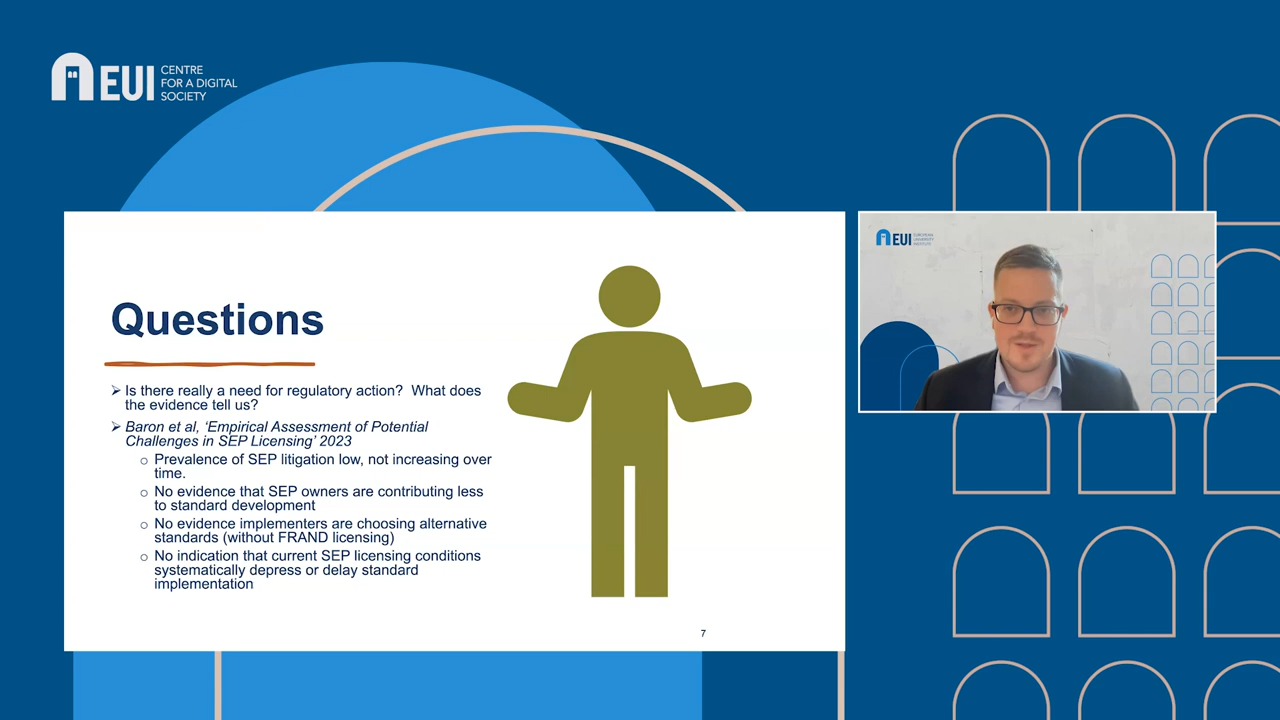 EUI
CENTRE
FOR A DIGITAL
SOCIETY
Questions
➢ Is there really a need for regulatory action? What does
the evidence tell us?
➢ Baron et al, ‘Empirical Assessment of Potential
Challenges in SEP Licensing’ 2023
o Prevalence of SEP litigation low, not increasing over
time.
o No evidence that SEP owners are contributing less
to standard development
o No evidence implementers are choosing alternative
standards (without FRAND licensing)
o No indication that current SEP licensing conditions
systematically depress or delay standard
implementation
7
EUI
EUROPEAN
UNIVERSITY
INSTITUTE